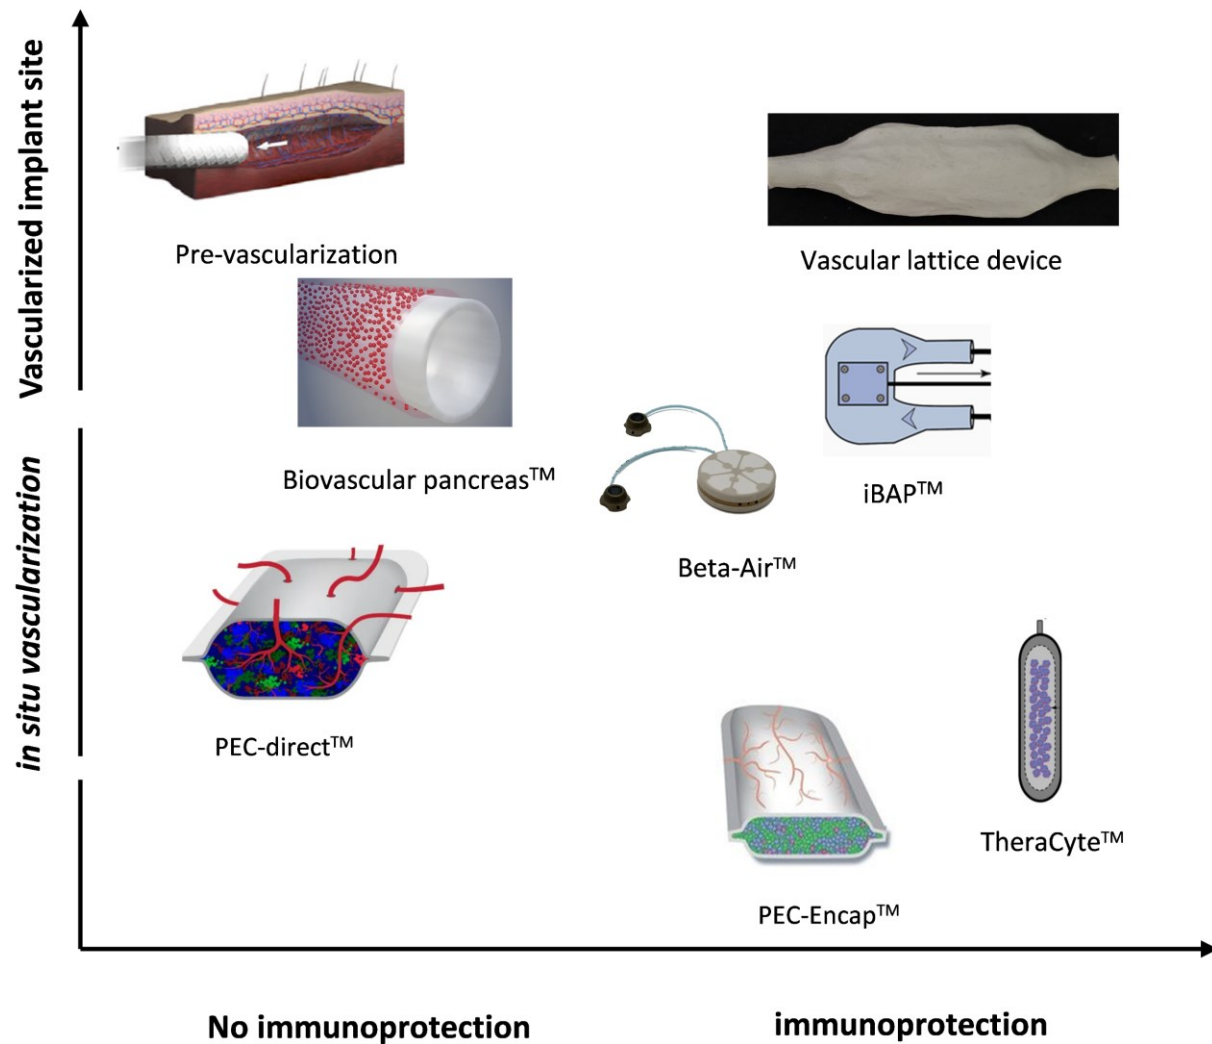 Vascularized implant site
Pre-vascularization
Vascular lattice device
Biovascular pancreas™
iBAP™
Beta-Air™
in situ vascularization
PEC-direct™
TheraCyte™
PEC-Encap™
No immunoprotection
immunoprotection